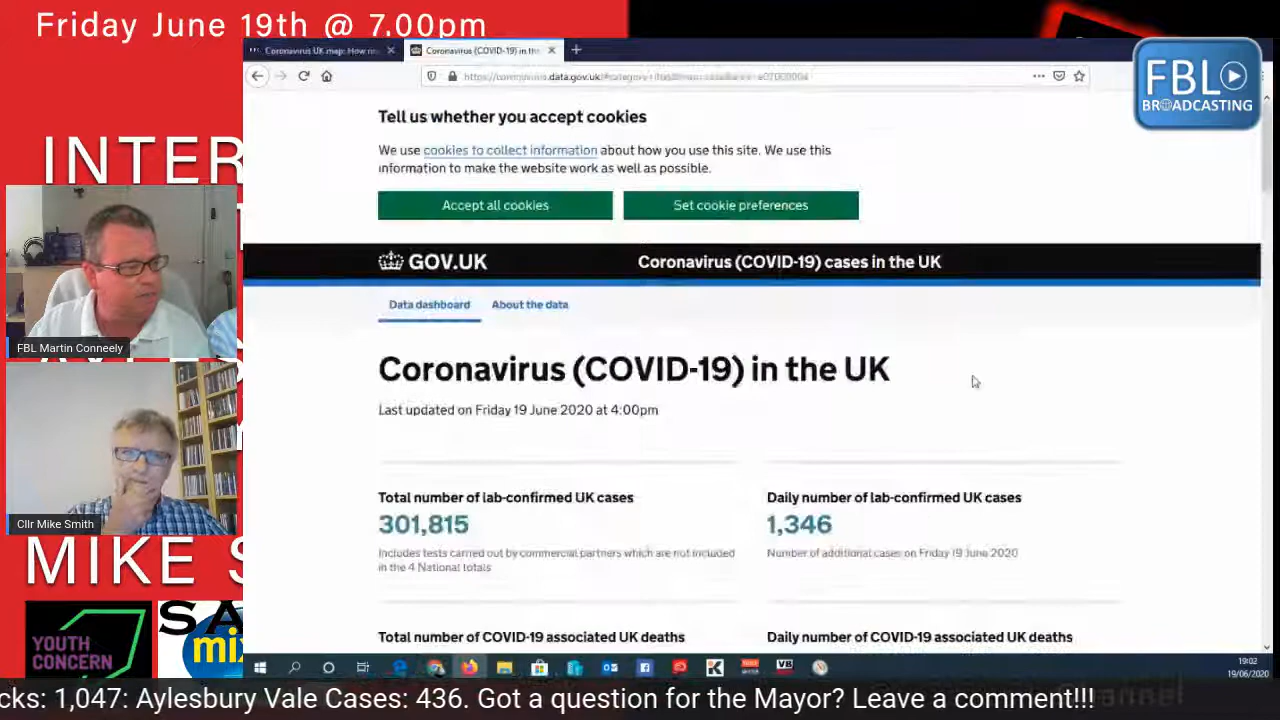 Friday June 19th @ 7.00pm
Coronavirus UK map: How m
Coronavirus (COVID-19) in th
FBL
BROADCASTING
Tell us whether you accept cookies
We use cookies to collect information about how you use this site. We use this
information to make the website work as well as possible.
Accept all cookies
Set cookie preferences
INTER
GOV.UK
Coronavirus (COVID-19) cases in the UK
Data dashboard
About the data
FBL Martin Conneely
Coronavirus (COVID-19) in the UK
Last updated on Friday 19 June 2020 at 4:00pm
Total number of lab-confirmed UK cases
Daily number of lab-confirmed UK cases
301,815
1,346
Cllr Mike Smith
Includes tests carried out by commercial partners which are not included
in the 4 National totals
Number of additional cases on Friday 19 June 2020
MIKE S
SA
YOUTH
CONCERN
mix
Total number of COVID-19 associated UK deaths
Daily number of COVID-19 associated UK deaths
19:02
19/06/2020
cks: 1,047: Aylesbury Vale Cases: 436. Got a question for the Mayor? Leave a comment!!!